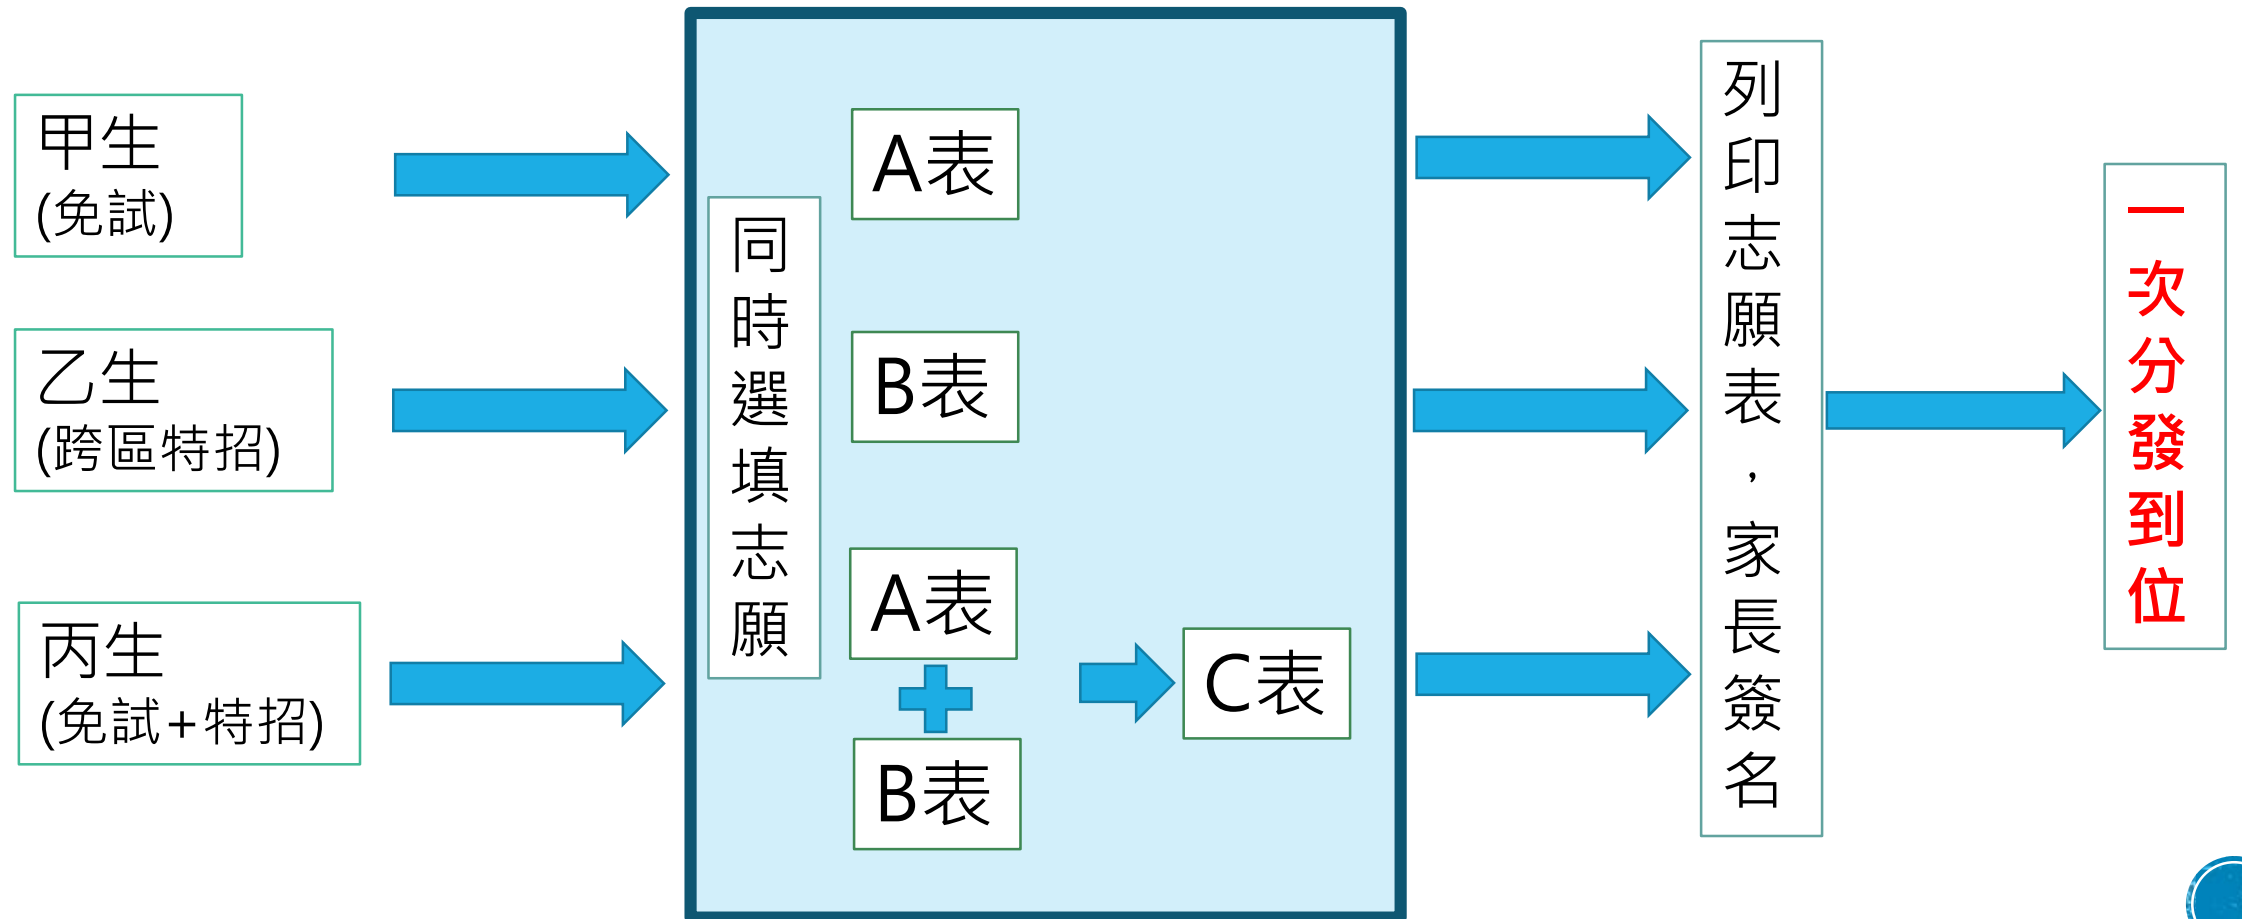 甲生
(免試)
乙生
(跨區特招)
丙生
(免試+特招)
同時選填志願
A表
B表
A表
B表
C表
列印志願表，家長簽名
一次分發到位